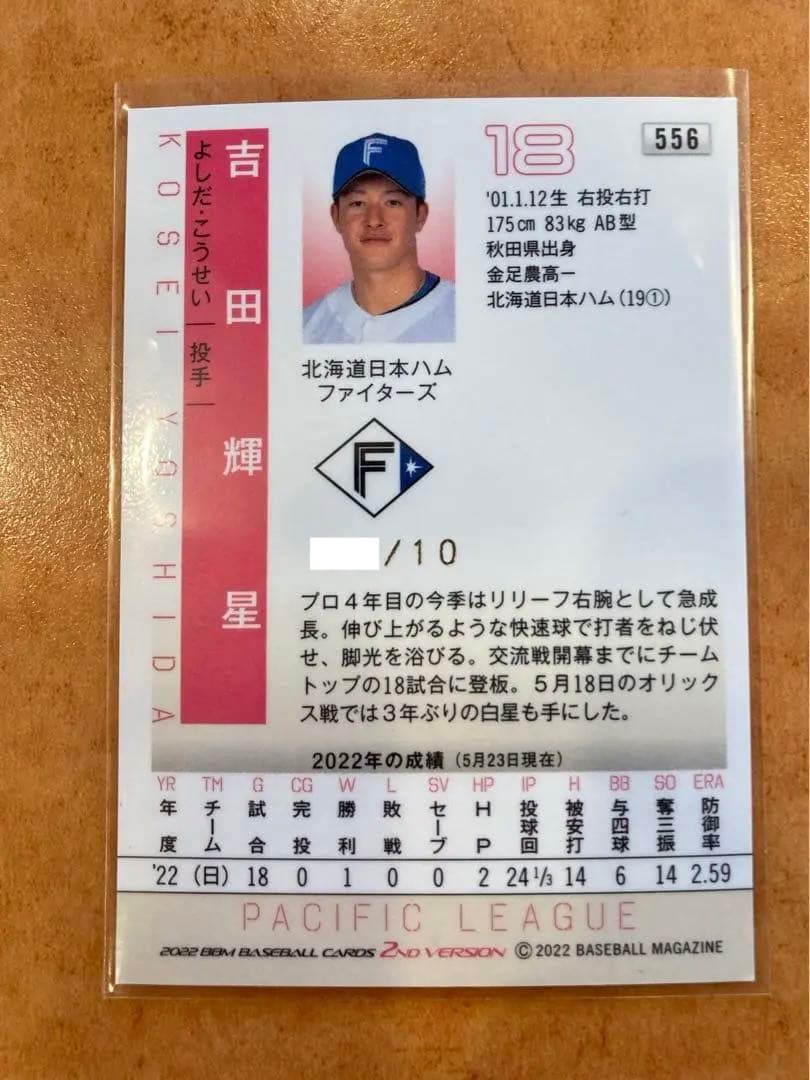 18
556
吉田輝星
よしだ・こうせい｜投手｜
KOSEI YOSHIDA
'01.1.12生 右投右打
175㎝ 83㎏ AB型
秋田県出身
金足農高―
北海道日本ハム(19①)
北海道日本ハム
ファイターズ
F
/10
プロ４年目の今季はリリーフ右腕として急成
長。伸び上がるような快速球で打者をねじ伏
せ、脚光を浴びる。交流戦開幕までにチーム
トップの18試合に登板。５月18日のオリック
ス戦では３年ぶりの白星も手にした。
2022年の成績（5月23日現在）
YR TM G CG W L SV HP IP H BB SO ERA
年度 チーム 試合 完投 勝利 敗戦 セーブ HP 投球回 被安打 与四球 奪三振 防御率
'22 (日) 18 0 1 0 0 2 24⅓ 14 6 14 2.59
PACIFIC LEAGUE
2022 BBM BASEBALL CARDS 2ND VERSION ©2022 BASEBALL MAGAZINE